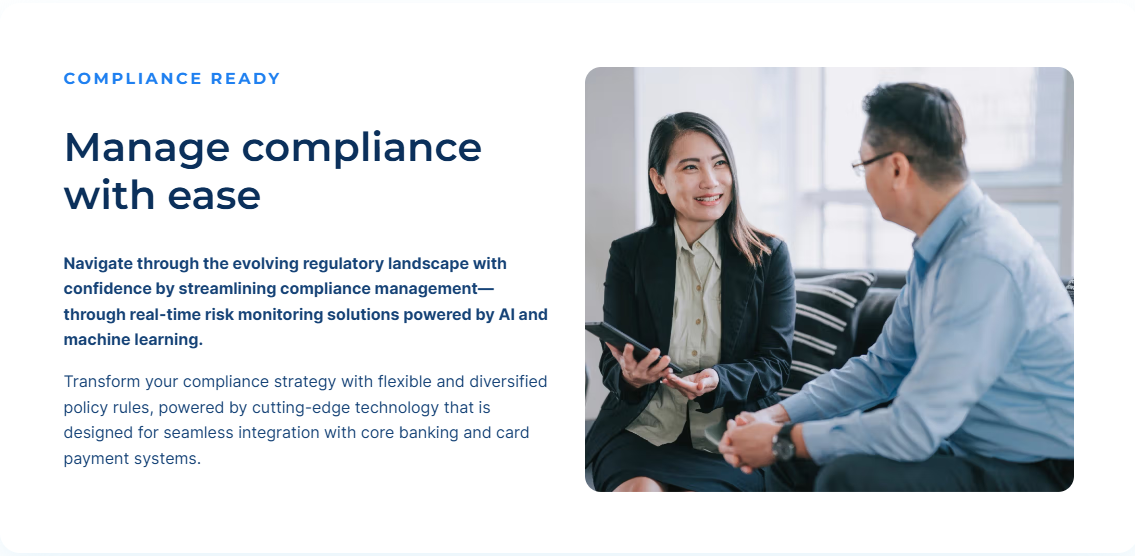 COMPLIANCE READY
Manage compliance
with ease
Navigate through the evolving regulatory landscape with
confidence by streamlining compliance management—
through real-time risk monitoring solutions powered by AI and
machine learning.
Transform your compliance strategy with flexible and diversified
policy rules, powered by cutting-edge technology that is
designed for seamless integration with core banking and card
payment systems.